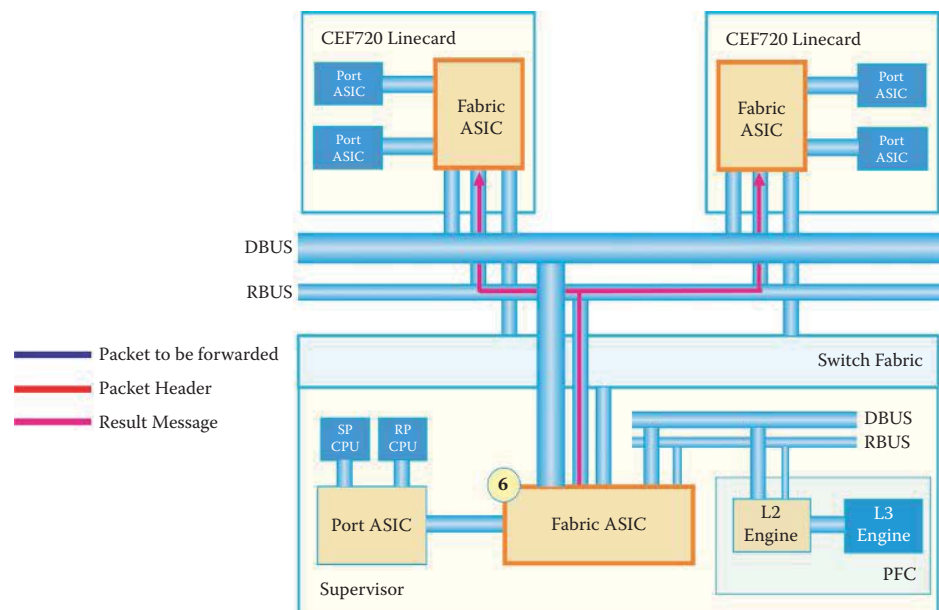 CEF720 Linecard
Port
ASIC
Port
ASIC
Fabric
ASIC
CEF720 Linecard
Fabric
ASIC
Port
ASIC
Port
ASIC
DBUS
RBUS
Switch Fabric
Packet to be forwarded
Packet Header
Result Message
SP
CPU
RP
CPU
DBUS
RBUS
6
Port ASIC
Fabric ASIC
L2
Engine
L3
Engine
PFC
Supervisor